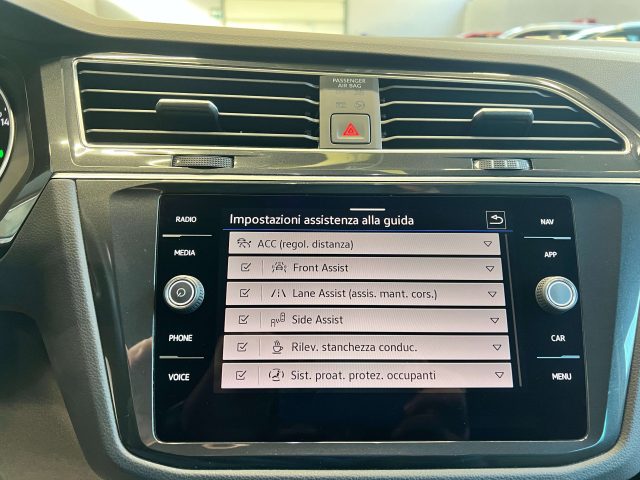 PASSENGER
AIR BAG
14
RADIO
MEDIA
PHONE
VOICE
Impostazioni assistenza alla guida
ACC (regol. distanza)
Front Assist
Lane Assist (assis. mant. cors.)
Side Assist
Rilev. stanchezza conduc.
Sist. proat. protez. occupanti
NAV
APP
CAR
MENU